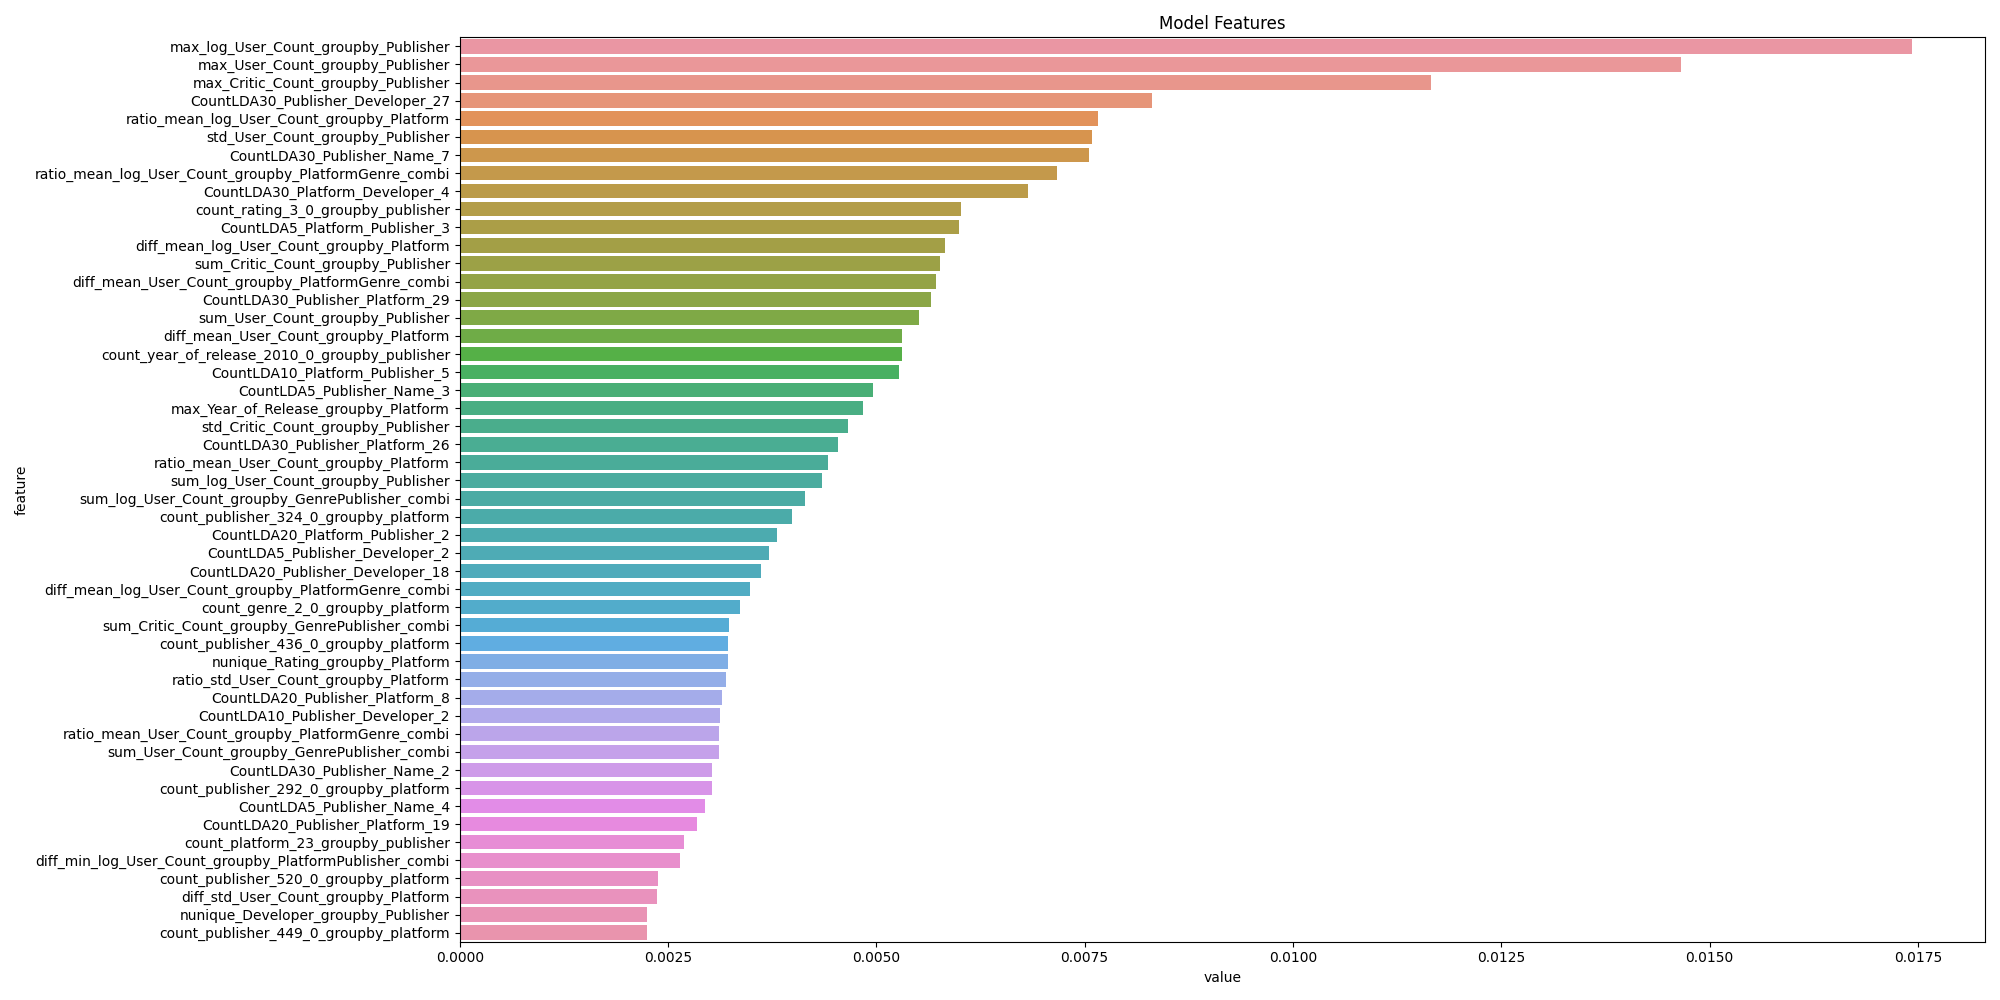 Model Features
max_log_User_Count_groupby_Publisher
max_User_Count_groupby_Publisher
max_Critic_Count_groupby_Publisher
CountLDA30_Publisher_Developer_27
ratio_mean_log_User_Count_groupby_Platform
std_User_Count_groupby_Publisher
CountLDA30_Publisher_Name_7
ratio_mean_log_User_Count_groupby_PlatformGenre_combi
CountLDA30_Platform_Developer_4
count_rating_3_0_groupby_publisher
CountLDA5_Platform_Publisher_3
diff_mean_log_User_Count_groupby_Platform
sum_Critic_Count_groupby_Publisher
diff_mean_User_Count_groupby_PlatformGenre_combi
CountLDA30_Publisher_Platform_29
sum_User_Count_groupby_Publisher
diff_mean_User_Count_groupby_Platform
count_year_of_release_2010_0_groupby_publisher
CountLDA10_Platform_Publisher_5
CountLDA5_Publisher_Name_3
max_Year_of_Release_groupby_Platform
std_Critic_Count_groupby_Publisher
CountLDA30_Publisher_Platform_26
ratio_mean_User_Count_groupby_Platform
sum_log_User_Count_groupby_Publisher
sum_log_User_Count_groupby_GenrePublisher_combi
count_publisher_324_0_groupby_platform
CountLDA20_Platform_Publisher_2
CountLDA5_Publisher_Developer_2
CountLDA20_Publisher_Developer_18
diff_mean_log_User_Count_groupby_PlatformGenre_combi
count_genre_2_0_groupby_platform
sum_Critic_Count_groupby_GenrePublisher_combi
count_publisher_436_0_groupby_platform
nunique_Rating_groupby_Platform
ratio_std_User_Count_groupby_Platform
CountLDA20_Publisher_Platform_8
CountLDA10_Publisher_Developer_2
ratio_mean_User_Count_groupby_PlatformGenre_combi
sum_User_Count_groupby_GenrePublisher_combi
CountLDA30_Publisher_Name_2
count_publisher_292_0_groupby_platform
CountLDA5_Publisher_Name_4
CountLDA20_Publisher_Platform_19
count_platform_23_groupby_publisher
diff_min_log_User_Count_groupby_PlatformPublisher_combi
count_publisher_520_0_groupby_platform
diff_std_User_Count_groupby_Platform
nunique_Developer_groupby_Publisher
count_publisher_449_0_groupby_platform
feature
0.0000 0.0025 0.0050 0.0075 0.0100 0.0125 0.0150 0.0175
value